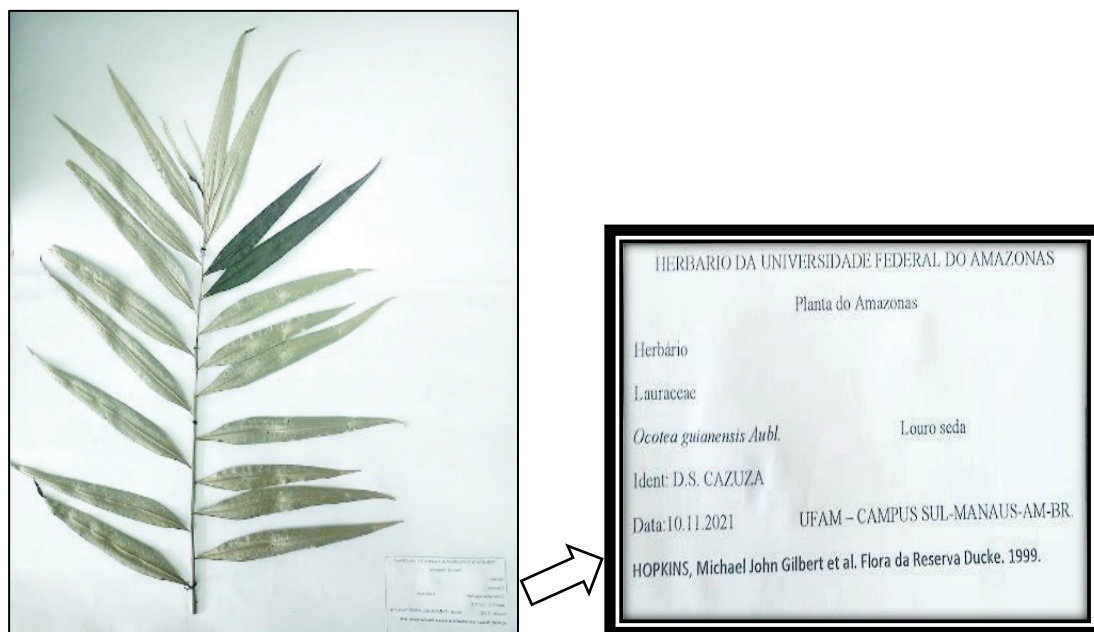 HERBARIO DA UNIVERSIDADE FEDERAL DO AMAZONAS
Planta do Amazonas
Herbário
Lauraceae
Ocotea guianensis Aubl. Louro seda
Ident: D.S. CAZUZA
Data:10.11.2021 UFAM – CAMPUS SUL-MANAUS-AM-BR.
HOPKINS, Michael John Gilbert et al. Flora da Reserva Ducke. 1999.